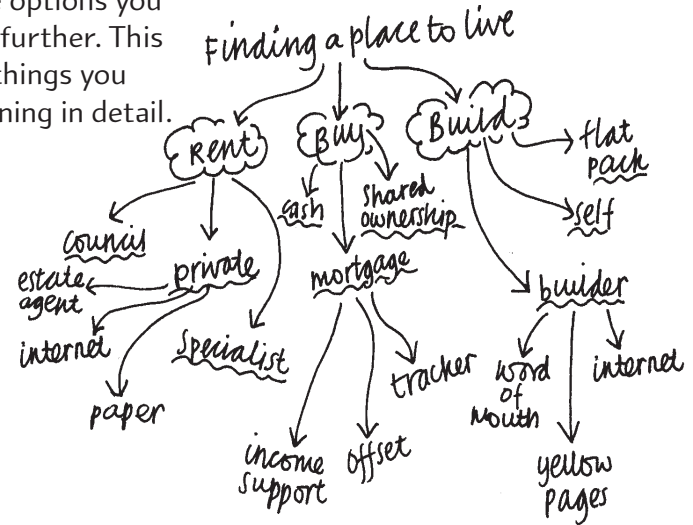 options you
further. This
things you
ning in detail.
Finding a place to live
Rent
Buy
Build
flat
pack
self
cash
shared
ownership
council
private
mortgage
builder
estate
agent
internet
specialist
paper
tracker
word
of
mouth
internet
income
support
offset
yellow
pages